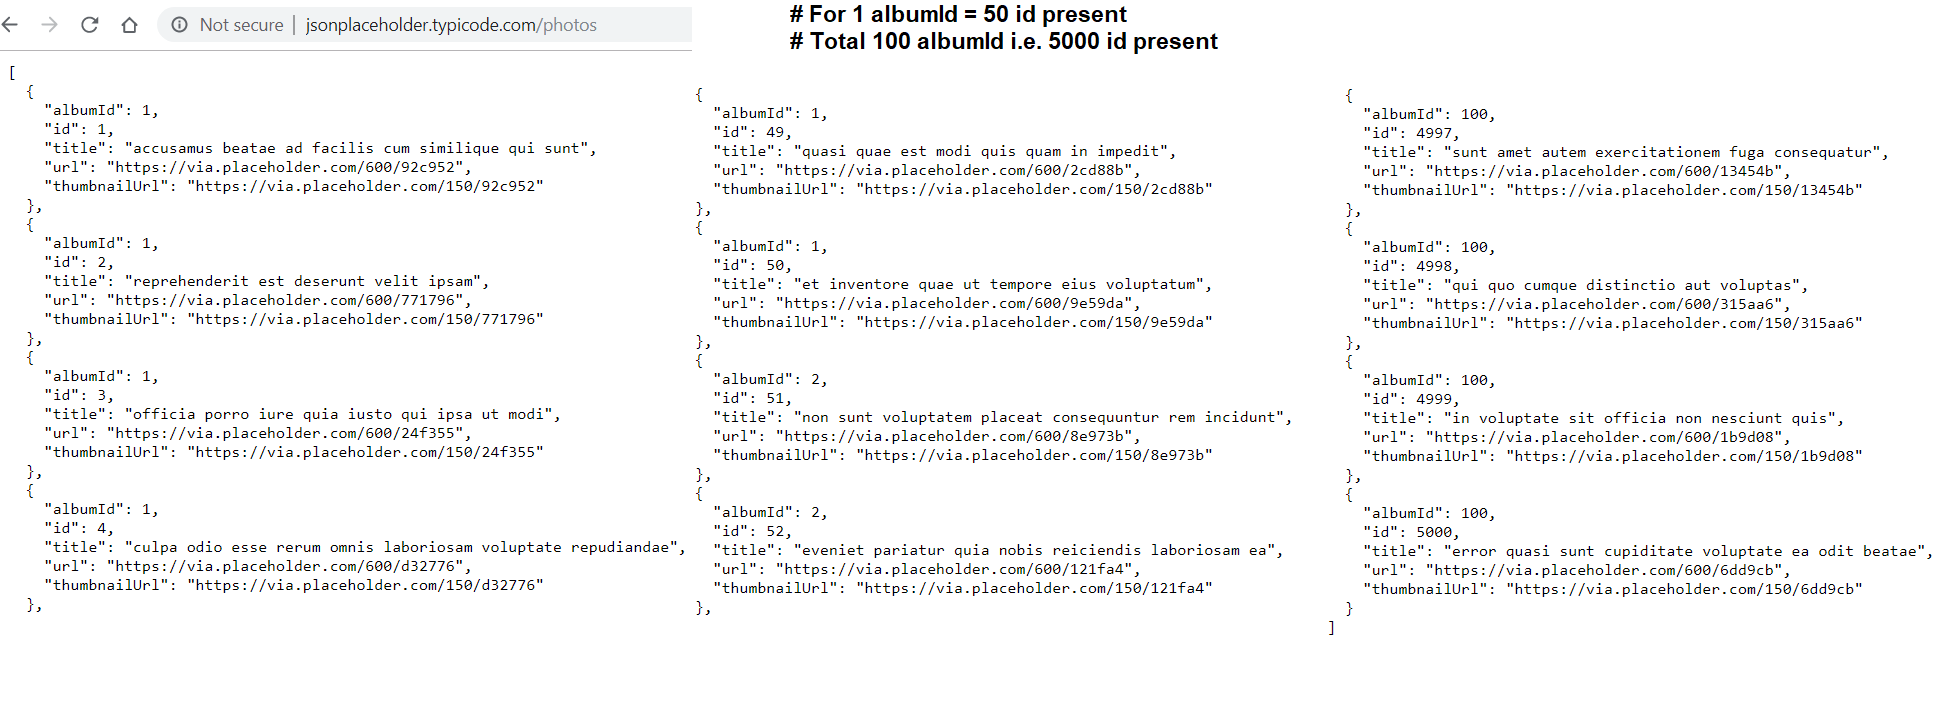 Not secure | jsonplaceholder.typicode.com/photos
# For 1 albumId = 50 id present
# Total 100 albumId i.e. 5000 id present
[
{
"albumId": 1,
"id": 1,
"title": "accusamus beatae ad facilis cum similique qui sunt",
"url": "https://via.placeholder.com/600/92c952",
"thumbnailUrl": "https://via.placeholder.com/150/92c952"
},
{
"albumId": 1,
"id": 2,
"title": "reprehenderit est deserunt velit ipsam",
"url": "https://via.placeholder.com/600/771796",
"thumbnailUrl": "https://via.placeholder.com/150/771796"
},
{
"albumId": 1,
"id": 3,
"title": "officia porro iure quia iusto qui ipsa ut modi",
"url": "https://via.placeholder.com/600/24f355",
"thumbnailUrl": "https://via.placeholder.com/150/24f355"
},
{
"albumId": 1,
"id": 4,
"title": "culpa odio esse rerum omnis laboriosam voluptate repudiandae",
"url": "https://via.placeholder.com/600/d32776",
"thumbnailUrl": "https://via.placeholder.com/150/d32776"
},
{
"albumId": 1,
"id": 49,
"title": "quasi quae est modi quis quam in impedit",
"url": "https://via.placeholder.com/600/2cd88b",
"thumbnailUrl": "https://via.placeholder.com/150/2cd88b"
},
{
"albumId": 1,
"id": 50,
"title": "et inventore quae ut tempore eius voluptatum",
"url": "https://via.placeholder.com/600/9e59da",
"thumbnailUrl": "https://via.placeholder.com/150/9e59da"
},
{
"albumId": 2,
"id": 51,
"title": "non sunt voluptatem placeat consequuntur rem incidunt",
"url": "https://via.placeholder.com/600/8e973b",
"thumbnailUrl": "https://via.placeholder.com/150/8e973b"
},
{
"albumId": 2,
"id": 52,
"title": "eveniet pariatur quia nobis reiciendis laboriosam ea",
"url": "https://via.placeholder.com/600/121fa4",
"thumbnailUrl": "https://via.placeholder.com/150/121fa4"
},
{
"albumId": 100,
"id": 4997,
"title": "sunt amet autem exercitationem fuga consequatur",
"url": "https://via.placeholder.com/600/13454b",
"thumbnailUrl": "https://via.placeholder.com/150/13454b"
},
{
"albumId": 100,
"id": 4998,
"title": "qui quo cumque distinctio aut voluptas",
"url": "https://via.placeholder.com/600/315aa6",
"thumbnailUrl": "https://via.placeholder.com/150/315aa6"
},
{
"albumId": 100,
"id": 4999,
"title": "in voluptate sit officia non nesciunt quis",
"url": "https://via.placeholder.com/600/1b9d08",
"thumbnailUrl": "https://via.placeholder.com/150/1b9d08"
},
{
"albumId": 100,
"id": 5000,
"title": "error quasi sunt cupiditate voluptate ea odit beatae",
"url": "https://via.placeholder.com/600/6dd9cb",
"thumbnailUrl": "https://via.placeholder.com/150/6dd9cb"
}
]